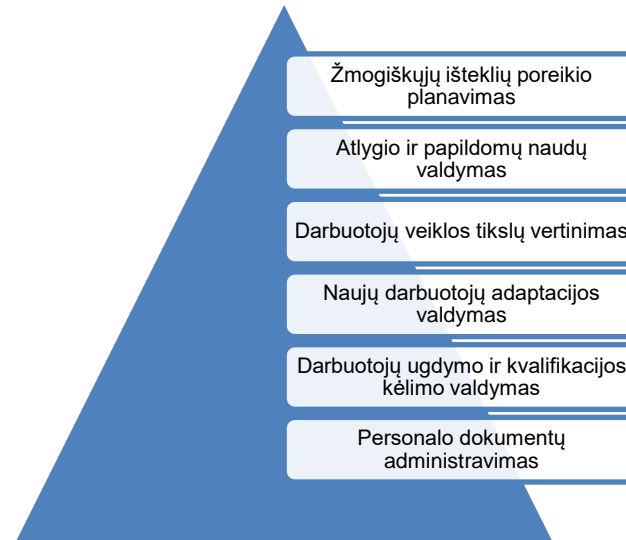 Žmogiškųjų išteklių poreikio
planavimas
Atlygio ir papildomų naudų
valdymas
Darbuotojų veiklos tikslų vertinimas
Naujų darbuotojų adaptacijos
valdymas
Darbuotojų ugdymo ir kvalifikacijos
kėlimo valdymas
Personalo dokumentų
administravimas